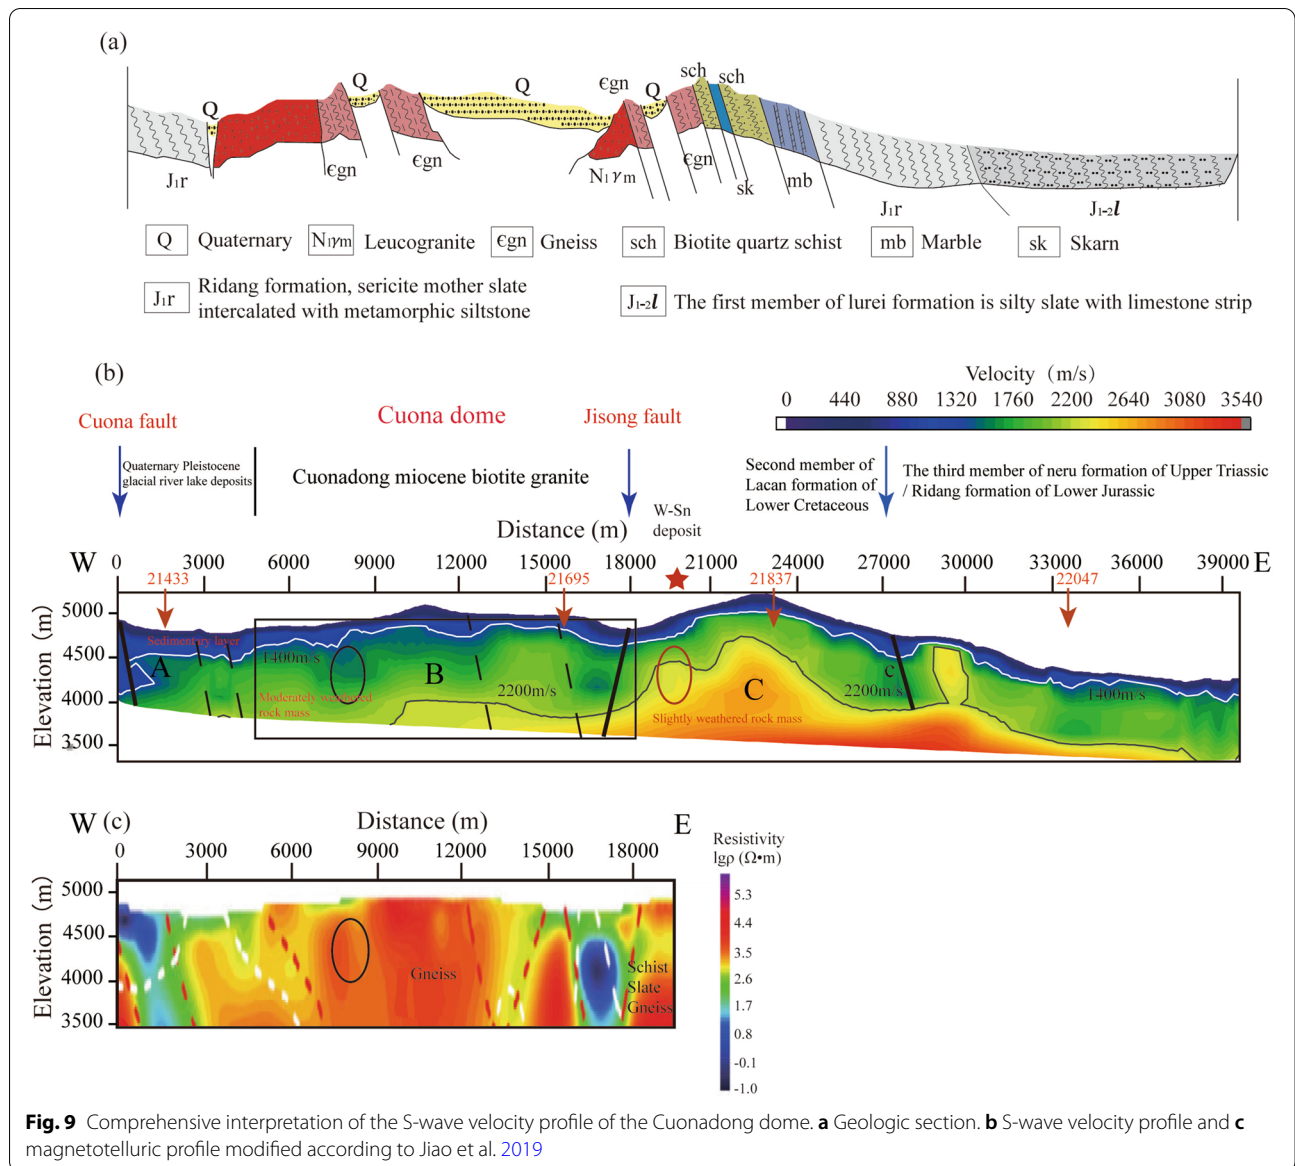 (a)
Q
Q
Q
Єgn
Q
sch
sch
J1r
Єgn
Єgn
N1γm
Єgn
sk
mb
J1r
J1-2l
Q Quaternary N1γm Leucogranite Єgn Gneiss sch Biotite quartz schist mb Marble sk Skarn
J1r Ridang formation, sericite mother slate
intercalated with metamorphic siltstone
J1-2l The first member of lurei formation is silty slate with limestone strip
(b)
Velocity (m/s)
0 440 880 1320 1760 2200 2640 3080 3540
Cuona fault
Cuona dome
Jisong fault
Quaternary Pleistocene
glacial river lake deposits
Cuonadong miocene biotite granite
W-Sn
deposit
Second member of
Lacan formation of
Lower Cretaceous
The third member of neru formation of Upper Triassic
/ Ridang formation of Lower Jurassic
Distance (m)
W
0 3000 6000 9000 12000 15000 18000 21000 24000 27000 30000 33000 39000
E
21433 21695 21837 22047
Elevation (m)
5000
4500
4000
3500
Sedimentary layer
A
1400m/s
B
2200m/s
Moderately weathered
rock mass
C
Slightly weathered rock mass
2200m/s
c
1400m/s
W (c)
Distance (m)
E
0 3000 6000 9000 12000 15000 18000
Elevation (m)
5000
4500
4000
3500
Gneiss
Schist
Slate
Gneiss
Resistivity
lgρ (Ω•m)
5.3
4.4
3.5
2.6
1.7
0.8
-0.1
-1.0
Fig. 9 Comprehensive interpretation of the S-wave velocity profile of the Cuonadong dome. a Geologic section. b S-wave velocity profile and c
magnetotelluric profile modified according to Jiao et al. 2019